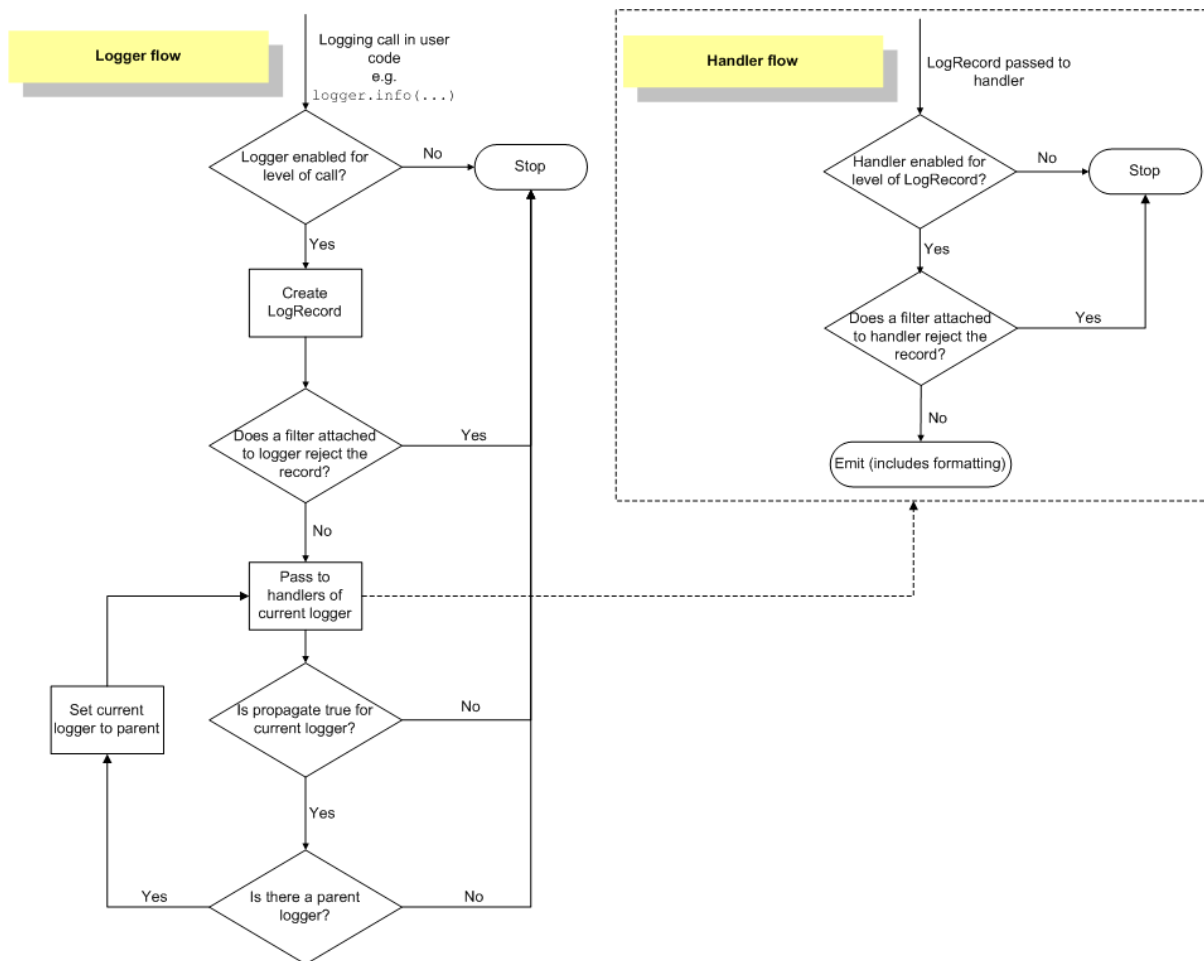 Logger flow
Logging call in user
code
e.g.
logger.info(...)
Logger enabled for
level of call?
No
Stop
Yes
Create
LogRecord
Does a filter attached
to logger reject the
record?
Yes
No
Pass to
handlers of
current logger
Set current
logger to parent
Is propagate true for
current logger?
No
Yes
Is there a parent
logger?
Yes
No
Handler flow
LogRecord passed to
handler
Handler enabled for
level of LogRecord?
No
Stop
Yes
Does a filter attached
to handler reject the
record?
Yes
No
Emit (includes formatting)